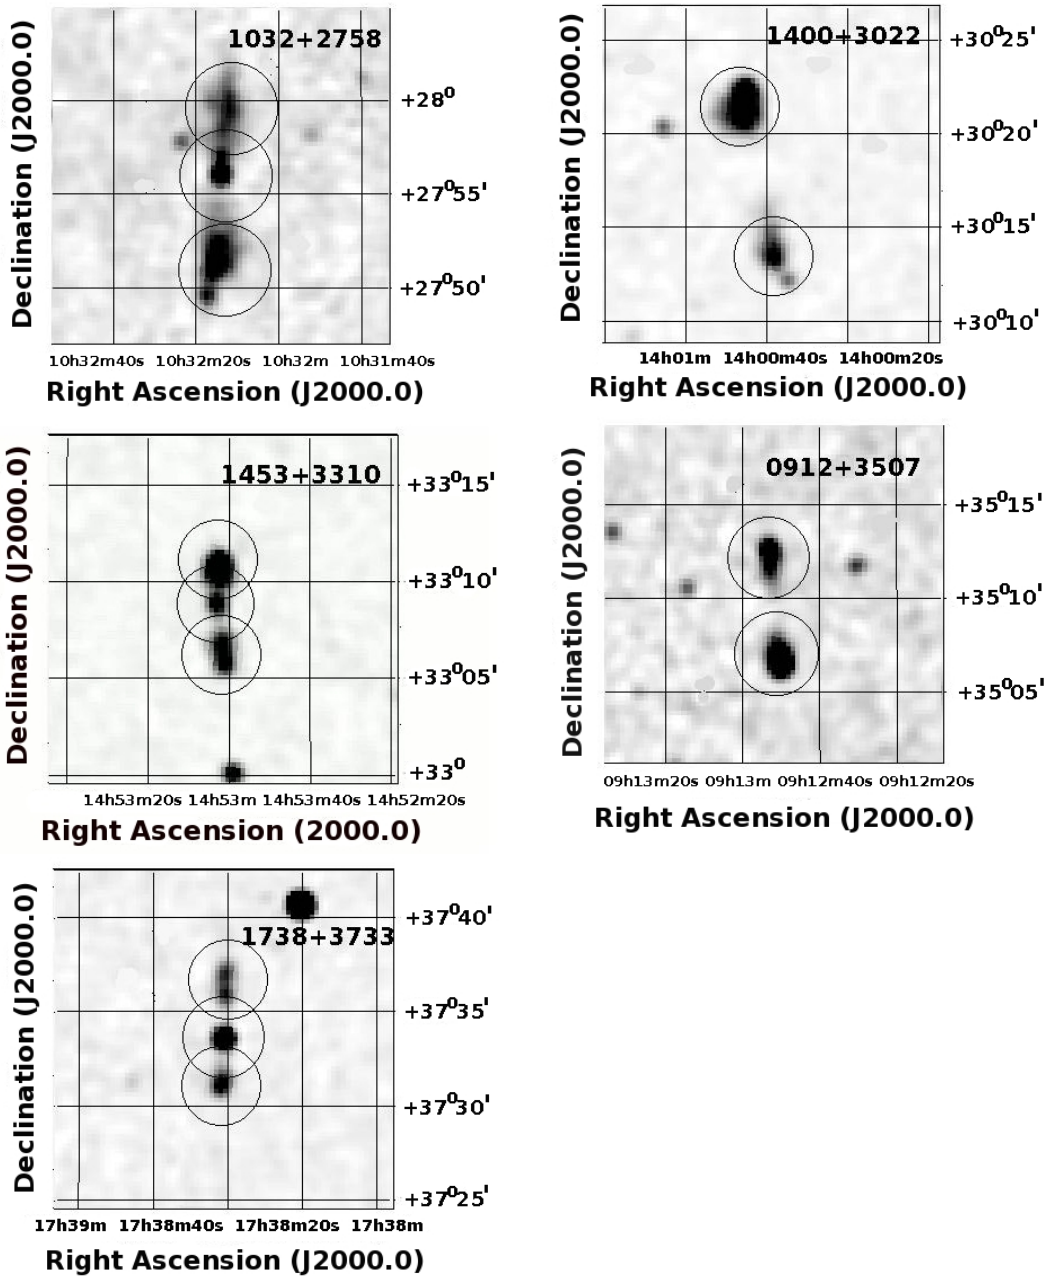 1032+2758
+28⁰
+27⁰55'
+27⁰50'
Declination (J2000.0)
10h32m40s 10h32m20s 10h32m 10h31m40s
Right Ascension (J2000.0)
1400+3022
+30⁰25'
+30⁰20'
+30⁰15'
+30⁰10'
Declination (J2000.0)
14h01m 14h00m40s 14h00m20s
Right Ascension (J2000.0)
1453+3310
+33⁰15'
+33⁰10'
+33⁰05'
+33⁰
Declination (J2000.0)
14h53m20s 14h53m 14h53m40s 14h52m20s
Right Ascension (2000.0)
0912+3507
+35⁰15'
+35⁰10'
+35⁰05'
Declination (J2000.0)
09h13m20s 09h13m 09h12m40s 09h12m20s
Right Ascension (J2000.0)
1738+3733
+37⁰40'
+37⁰35'
+37⁰30'
+37⁰25'
Declination (J2000.0)
17h39m 17h38m40s 17h38m20s 17h38m
Right Ascension (J2000.0)